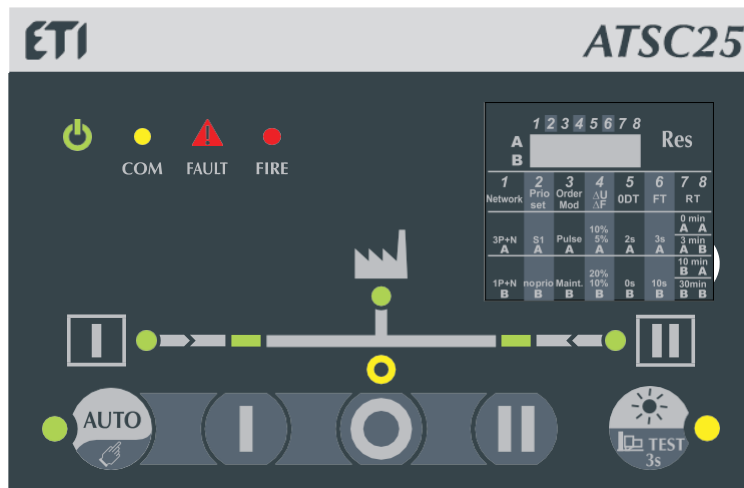 ETI ATSC25
1 2 3 4 5 6 7 8
A
B
Res
COM FAULT FIRE
1 2 3 4 5 6 7 8
Network Prio set Order Mod ΔU ΔF 0DT FT RT
3P+N A S1 A Pulse A 10% 5% A 2s A 3s A 0 min A A 3 min A B
1P+N B noprio B Maint. B 20% 10% B 0s B 10s B 10 min B A 30min B B
I II
AUTO I O II TEST
3s